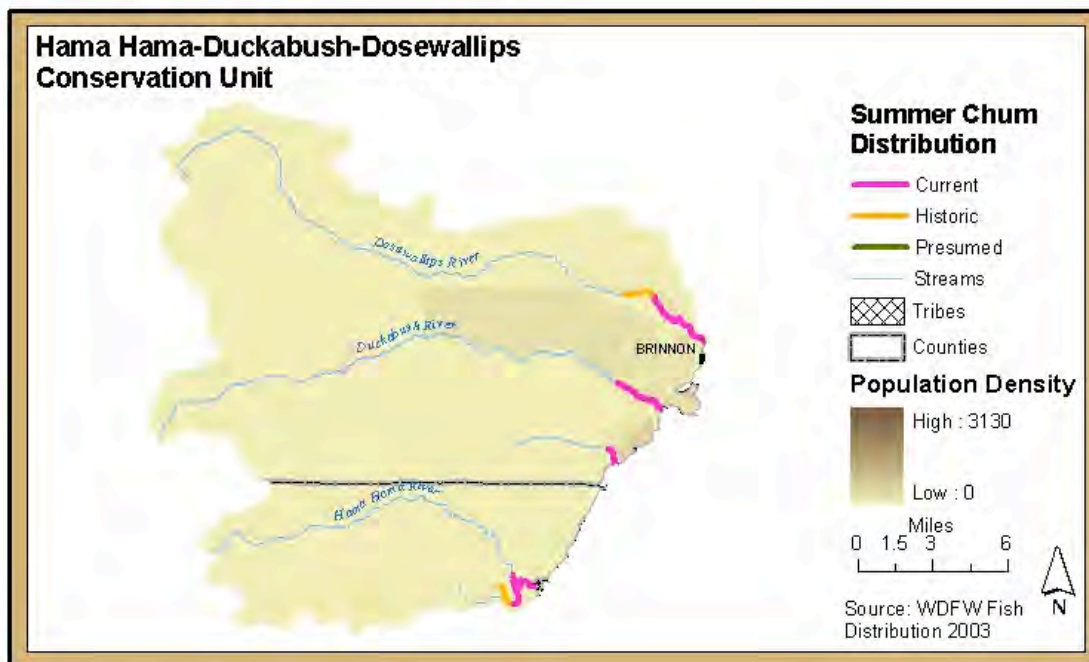 Hama Hama-Duckabush-Dosewallips
Conservation Unit
Dosewallips River
Duckabush River
BRINNON
Hama Hama River
Summer Chum
Distribution
Current
Historic
Presumed
Streams
Tribes
Counties
Population Density
High : 3130
Low : 0
Miles
0 1.5 3 6
N
Source: WDFW Fish
Distribution 2003